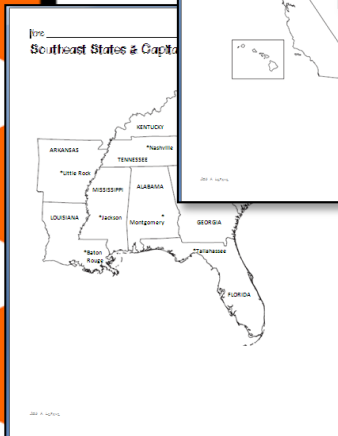 Name
Southeast States & Capita
KENTUCKY
ARKANSAS
*Nashville
TENNESSEE
*Little Rock
MISSISSIPPI
ALABAMA
LOUISIANA
*Jackson
Montgomery
GEORGIA
*Baton
Rouge
*Tallahassee
FLORIDA